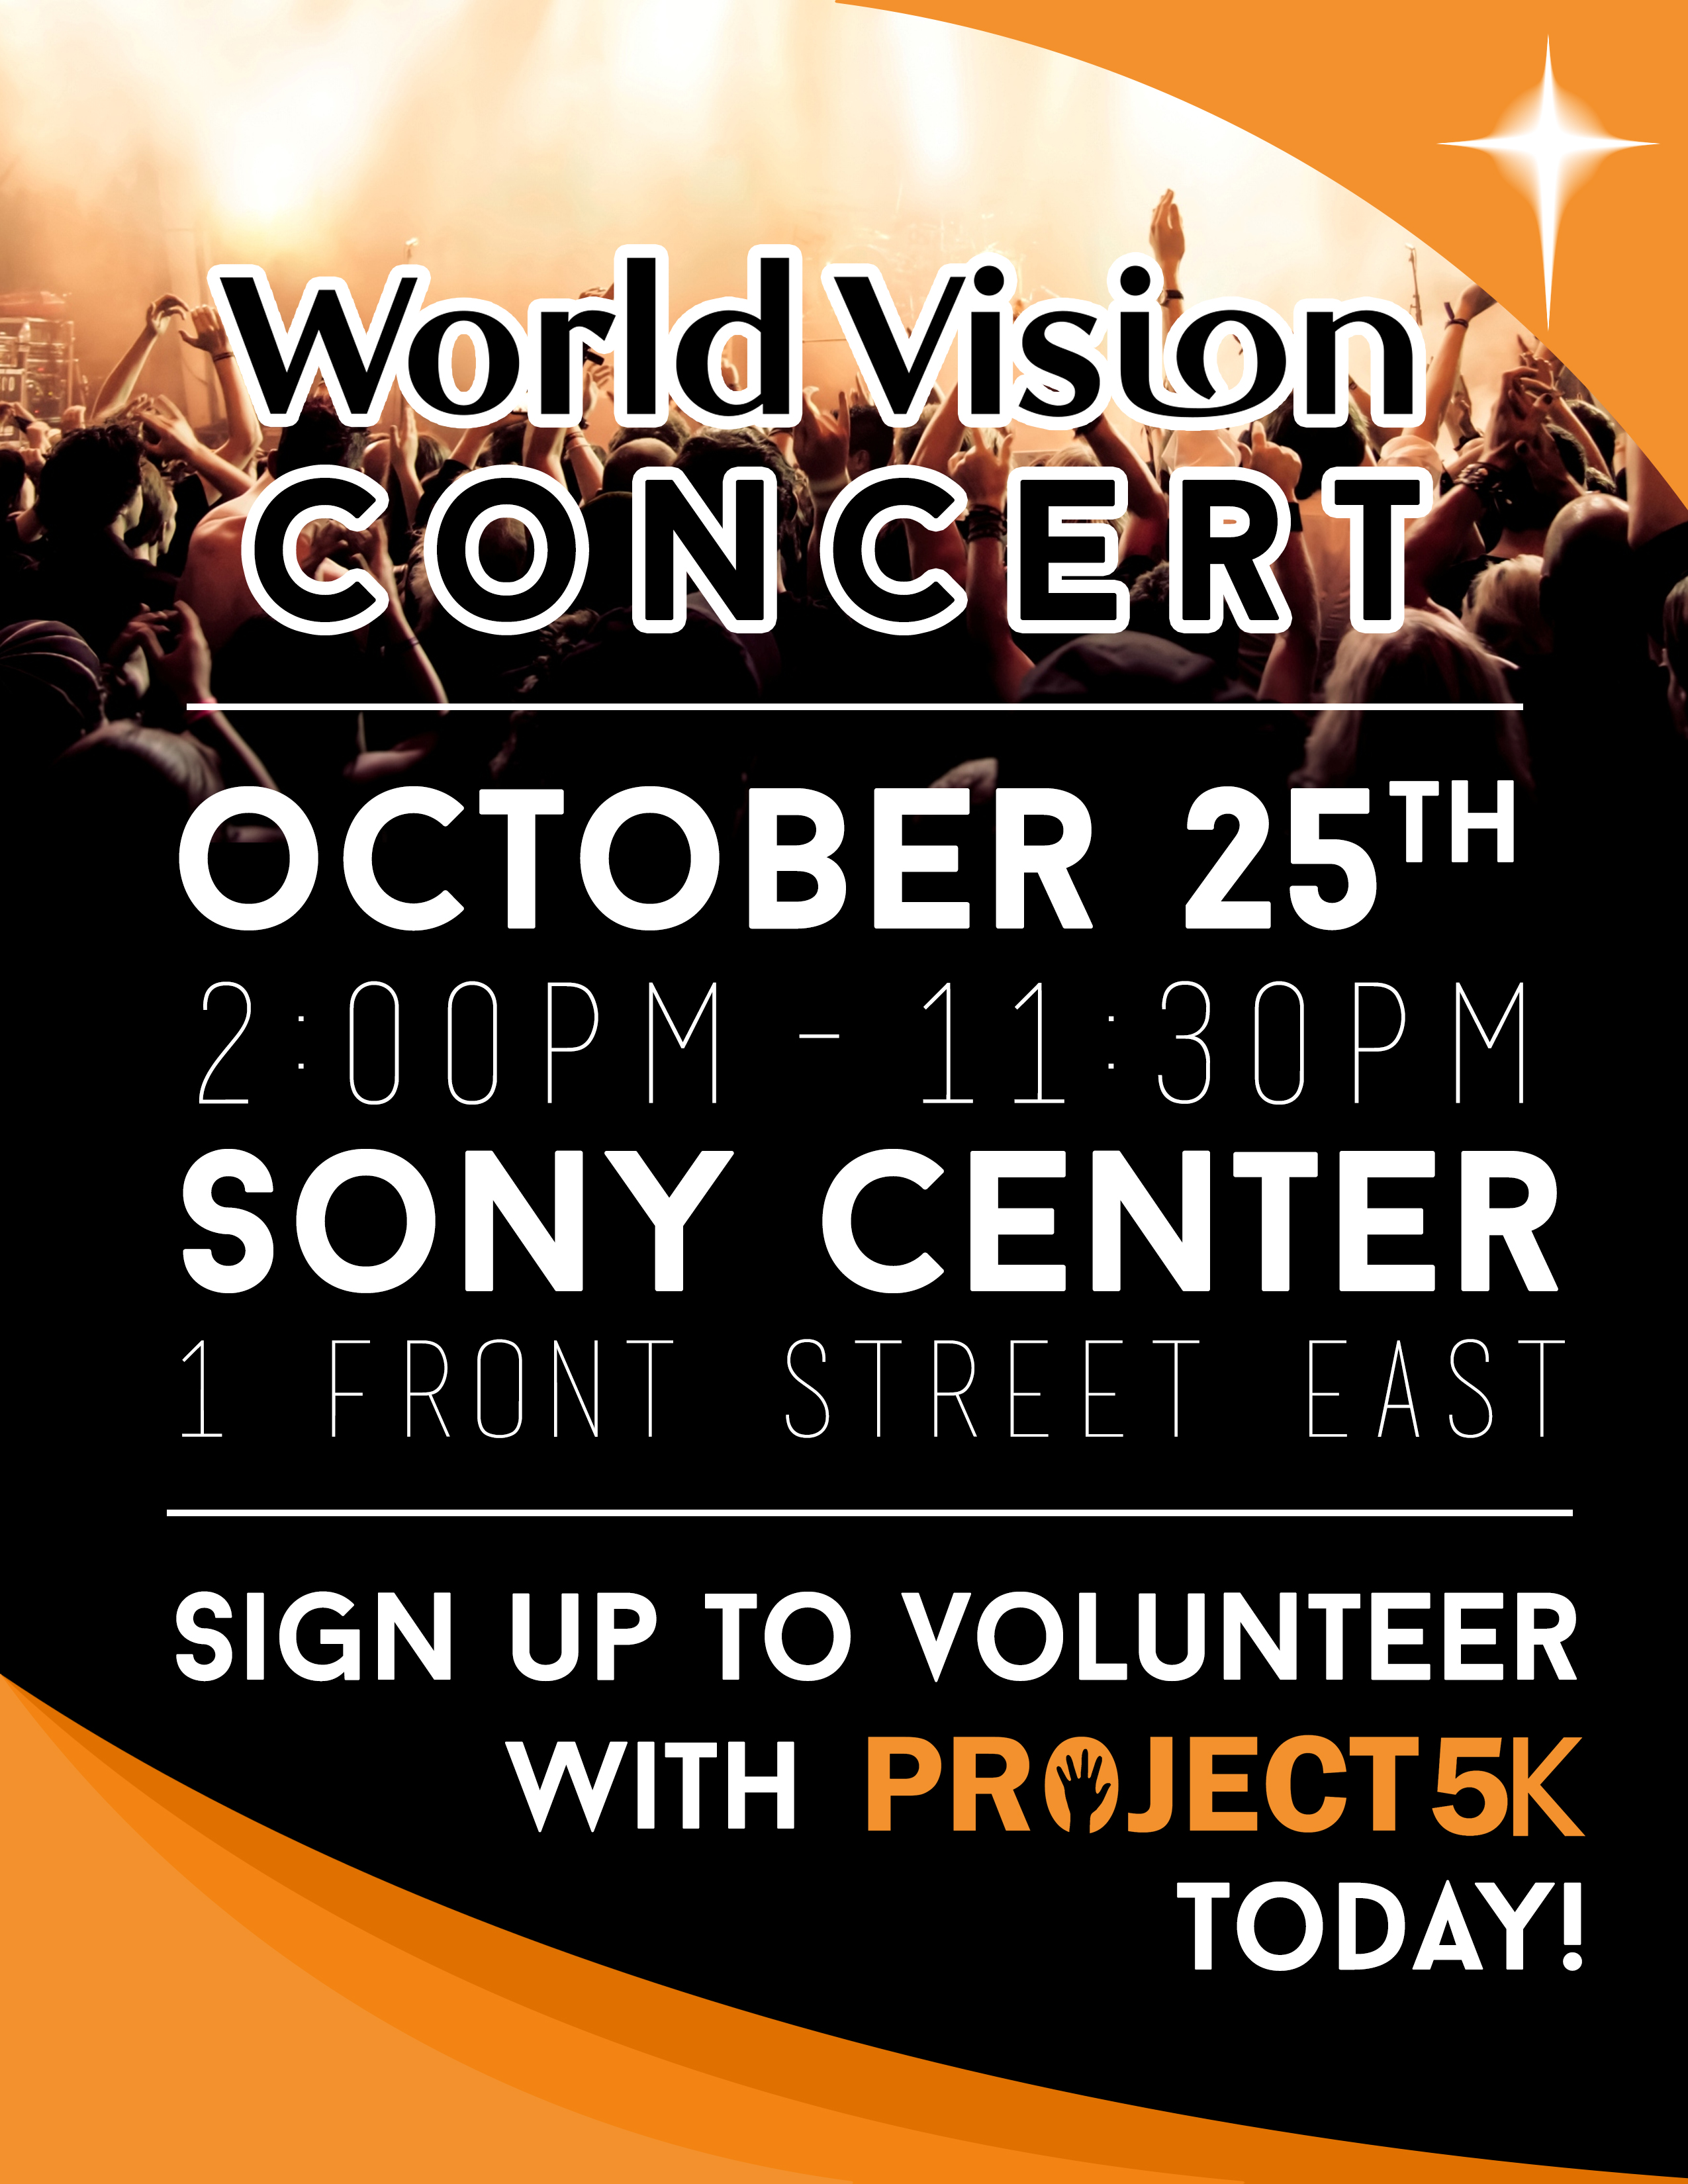 World Vision
CONCERT
OCTOBER 25TH
2:00PM - 11:30PM
SONY CENTER
1 FRONT STREET EAST
SIGN UP TO VOLUNTEER
WITH PROJECT5K
TODAY!